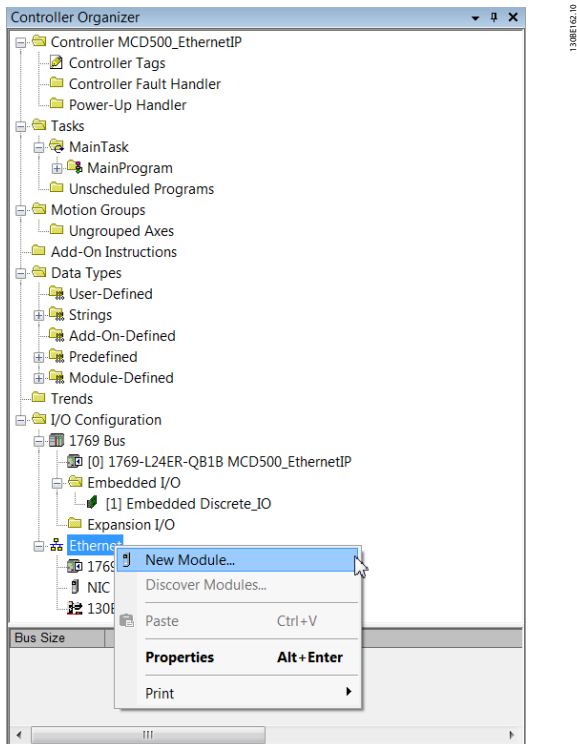 Controller Organizer
130BE162.10
Controller MCD500_EthernetIP
Controller Tags
Controller Fault Handler
Power-Up Handler
Tasks
MainTask
MainProgram
Unscheduled Programs
Motion Groups
Ungrouped Axes
Add-On Instructions
Data Types
User-Defined
Strings
Add-On-Defined
Predefined
Module-Defined
Trends
I/O Configuration
1769 Bus
[0] 1769-L24ER-QB1B MCD500_EthernetIP
Embedded I/O
[1] Embedded Discrete_IO
Expansion I/O
Ethernet
New Module...
1769
Discover Modules...
NIC
130B
Paste Ctrl+V
Bus Size
Properties Alt+Enter
Print